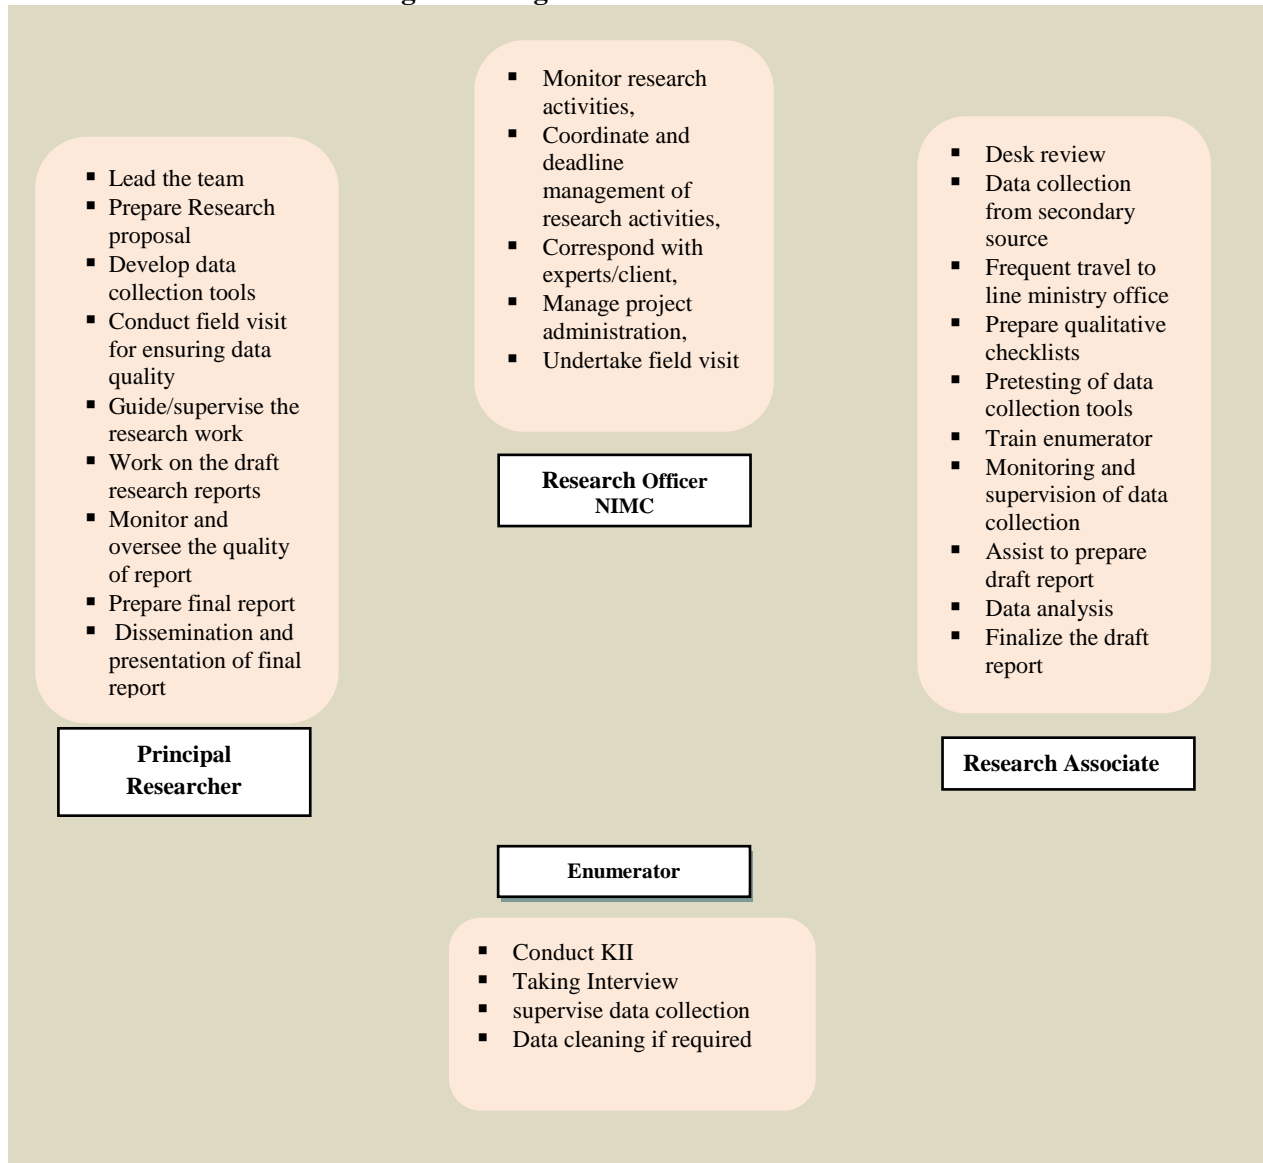 ▪ Lead the team
▪ Prepare Research
proposal
▪ Develop data
collection tools
▪ Conduct field visit
for ensuring data
quality
▪ Guide/supervise the
research work
▪ Work on the draft
research reports
▪ Monitor and
oversee the quality
of report
▪ Prepare final report
▪ Dissemination and
presentation of final
report
Principal
Researcher
▪ Monitor research
activities,
▪ Coordinate and
deadline
management of
research activities,
▪ Correspond with
experts/client,
▪ Manage project
administration,
▪ Undertake field visit
Research Officer
NIMC
▪ Desk review
▪ Data collection
from secondary
source
▪ Frequent travel to
line ministry office
▪ Prepare qualitative
checklists
▪ Pretesting of data
collection tools
▪ Train enumerator
▪ Monitoring and
supervision of data
collection
▪ Assist to prepare
draft report
▪ Data analysis
▪ Finalize the draft
report
Research Associate
Enumerator
▪ Conduct KII
▪ Taking Interview
▪ supervise data collection
▪ Data cleaning if required